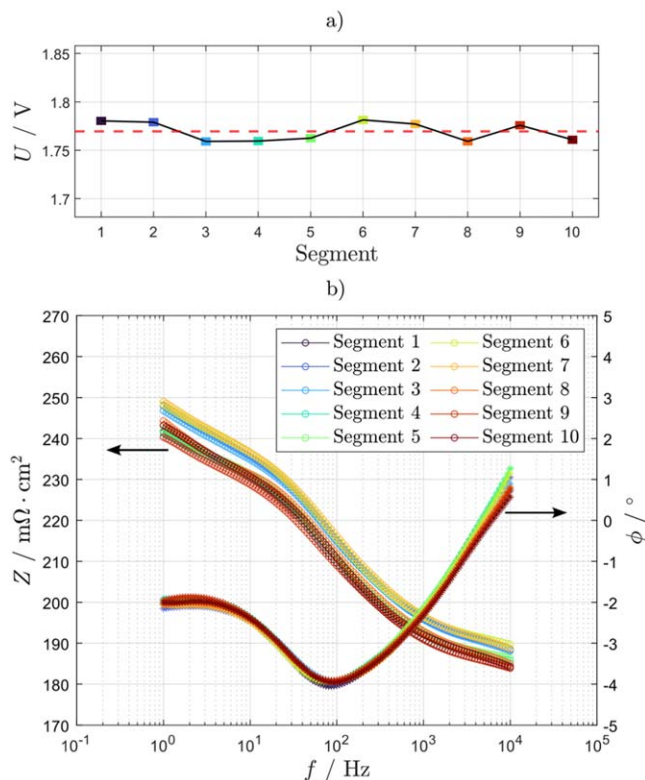 a)
1.85
1.8
1.75
1.7
U / V
1 2 3 4 5 6 7 8 9 10
Segment
b)
270
260
250
240
230
220
210
200
190
180
170
Z / mΩ · cm²
Segment 1 Segment 6
Segment 2 Segment 7
Segment 3 Segment 8
Segment 4 Segment 9
Segment 5 Segment 10
5
4
3
2
1
0
-1
-2
-3
-4
-5
ϕ / °
10⁻¹ 10⁰ 10¹ 10² 10³ 10⁴ 10⁵
f / Hz